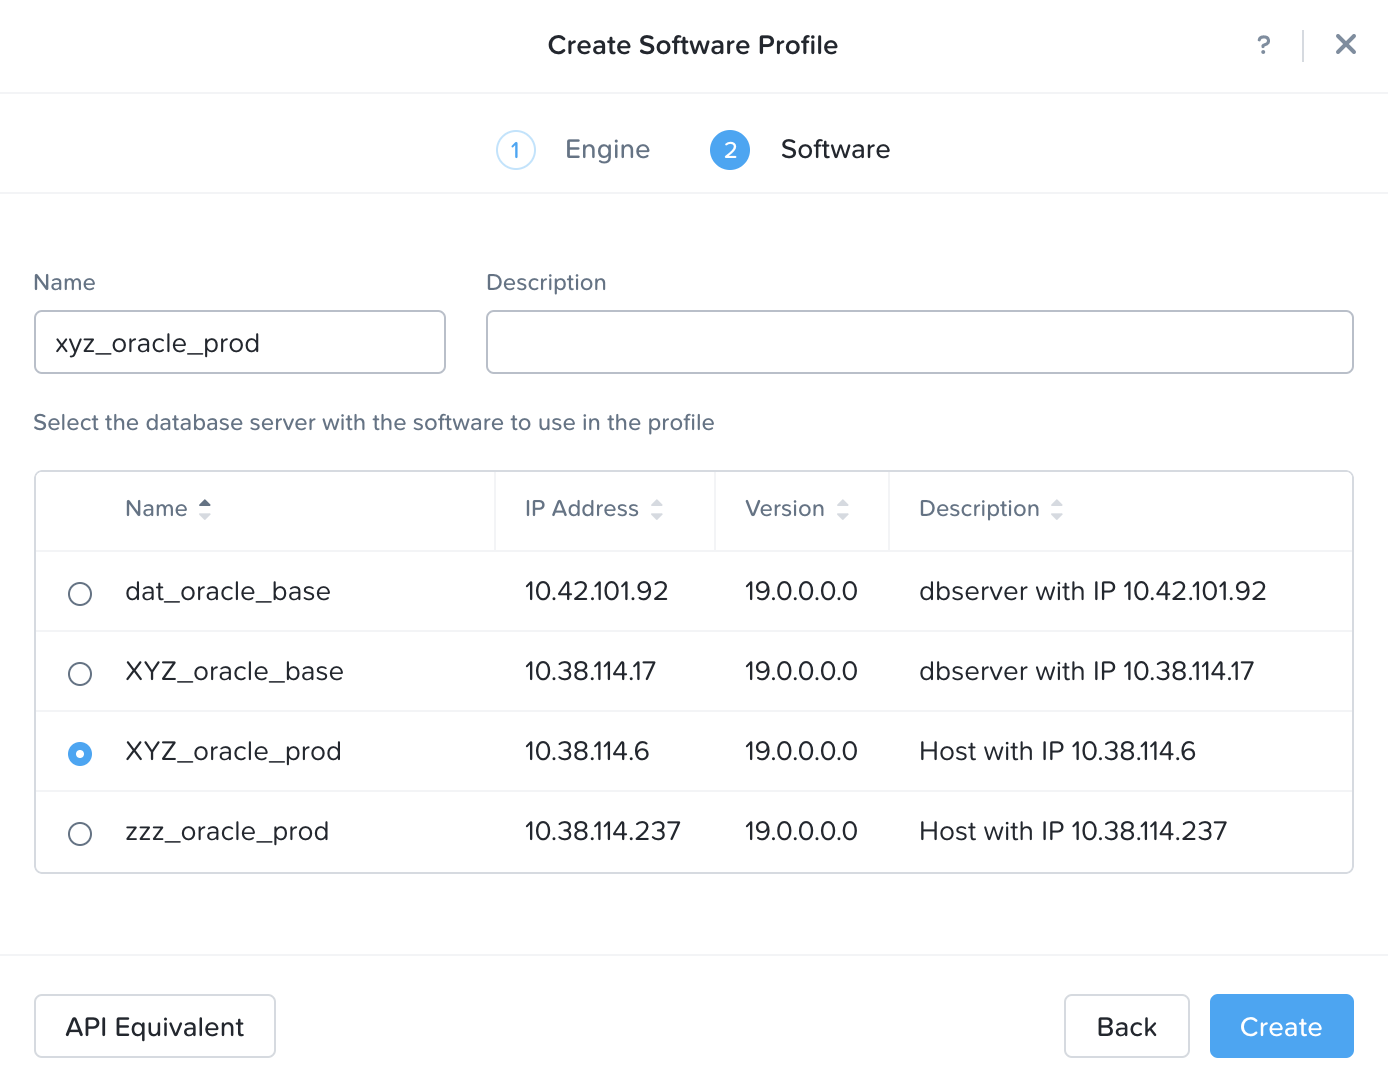 Create Software Profile ?
1 Engine 2 Software
Name Description
xyz_oracle_prod
Select the database server with the software to use in the profile
Name IP Address Version Description
dat_oracle_base 10.42.101.92 19.0.0.0.0 dbserver with IP 10.42.101.92
XYZ_oracle_base 10.38.114.17 19.0.0.0.0 dbserver with IP 10.38.114.17
XYZ_oracle_prod 10.38.114.6 19.0.0.0.0 Host with IP 10.38.114.6
zzz_oracle_prod 10.38.114.237 19.0.0.0.0 Host with IP 10.38.114.237
API Equivalent Back Create